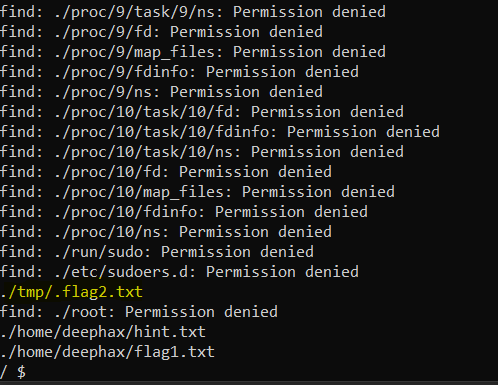 find: ./proc/9/task/9/ns: Permission denied
find: ./proc/9/fd: Permission denied
find: ./proc/9/map_files: Permission denied
find: ./proc/9/fdinfo: Permission denied
find: ./proc/9/ns: Permission denied
find: ./proc/10/task/10/fd: Permission denied
find: ./proc/10/task/10/fdinfo: Permission denied
find: ./proc/10/task/10/ns: Permission denied
find: ./proc/10/fd: Permission denied
find: ./proc/10/map_files: Permission denied
find: ./proc/10/fdinfo: Permission denied
find: ./proc/10/ns: Permission denied
find: ./run/sudo: Permission denied
find: ./etc/sudoers.d: Permission denied
./tmp/.flag2.txt
find: ./root: Permission denied
./home/deephax/hint.txt
./home/deephax/flag1.txt
/ $